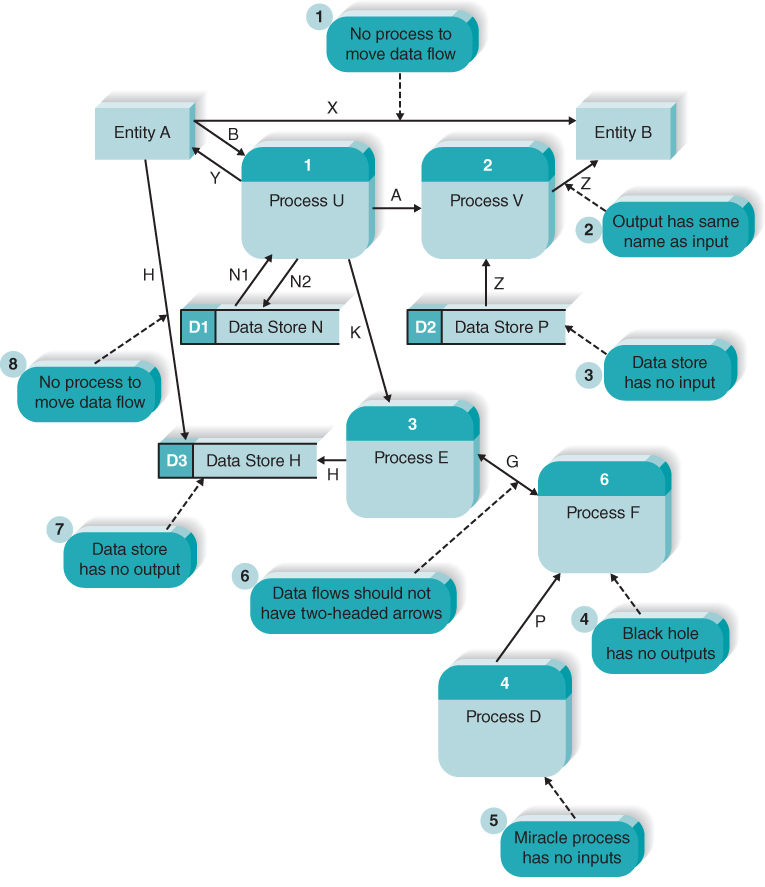 1
No process to
move data flow
X
Entity A
Entity B
B
Y
1
Process U
A
2
Process V
Z
2
Output has same
name as input
H
N1
N2
Z
D1
Data Store N
D2
Data Store P
K
3
Data store
has no input
8
No process to
move data flow
3
Process E
D3
Data Store H
H
G
6
Process F
7
Data store
has no output
6
Data flows should not
have two-headed arrows
P
4
Black hole
has no outputs
4
Process D
5
Miracle process
has no inputs